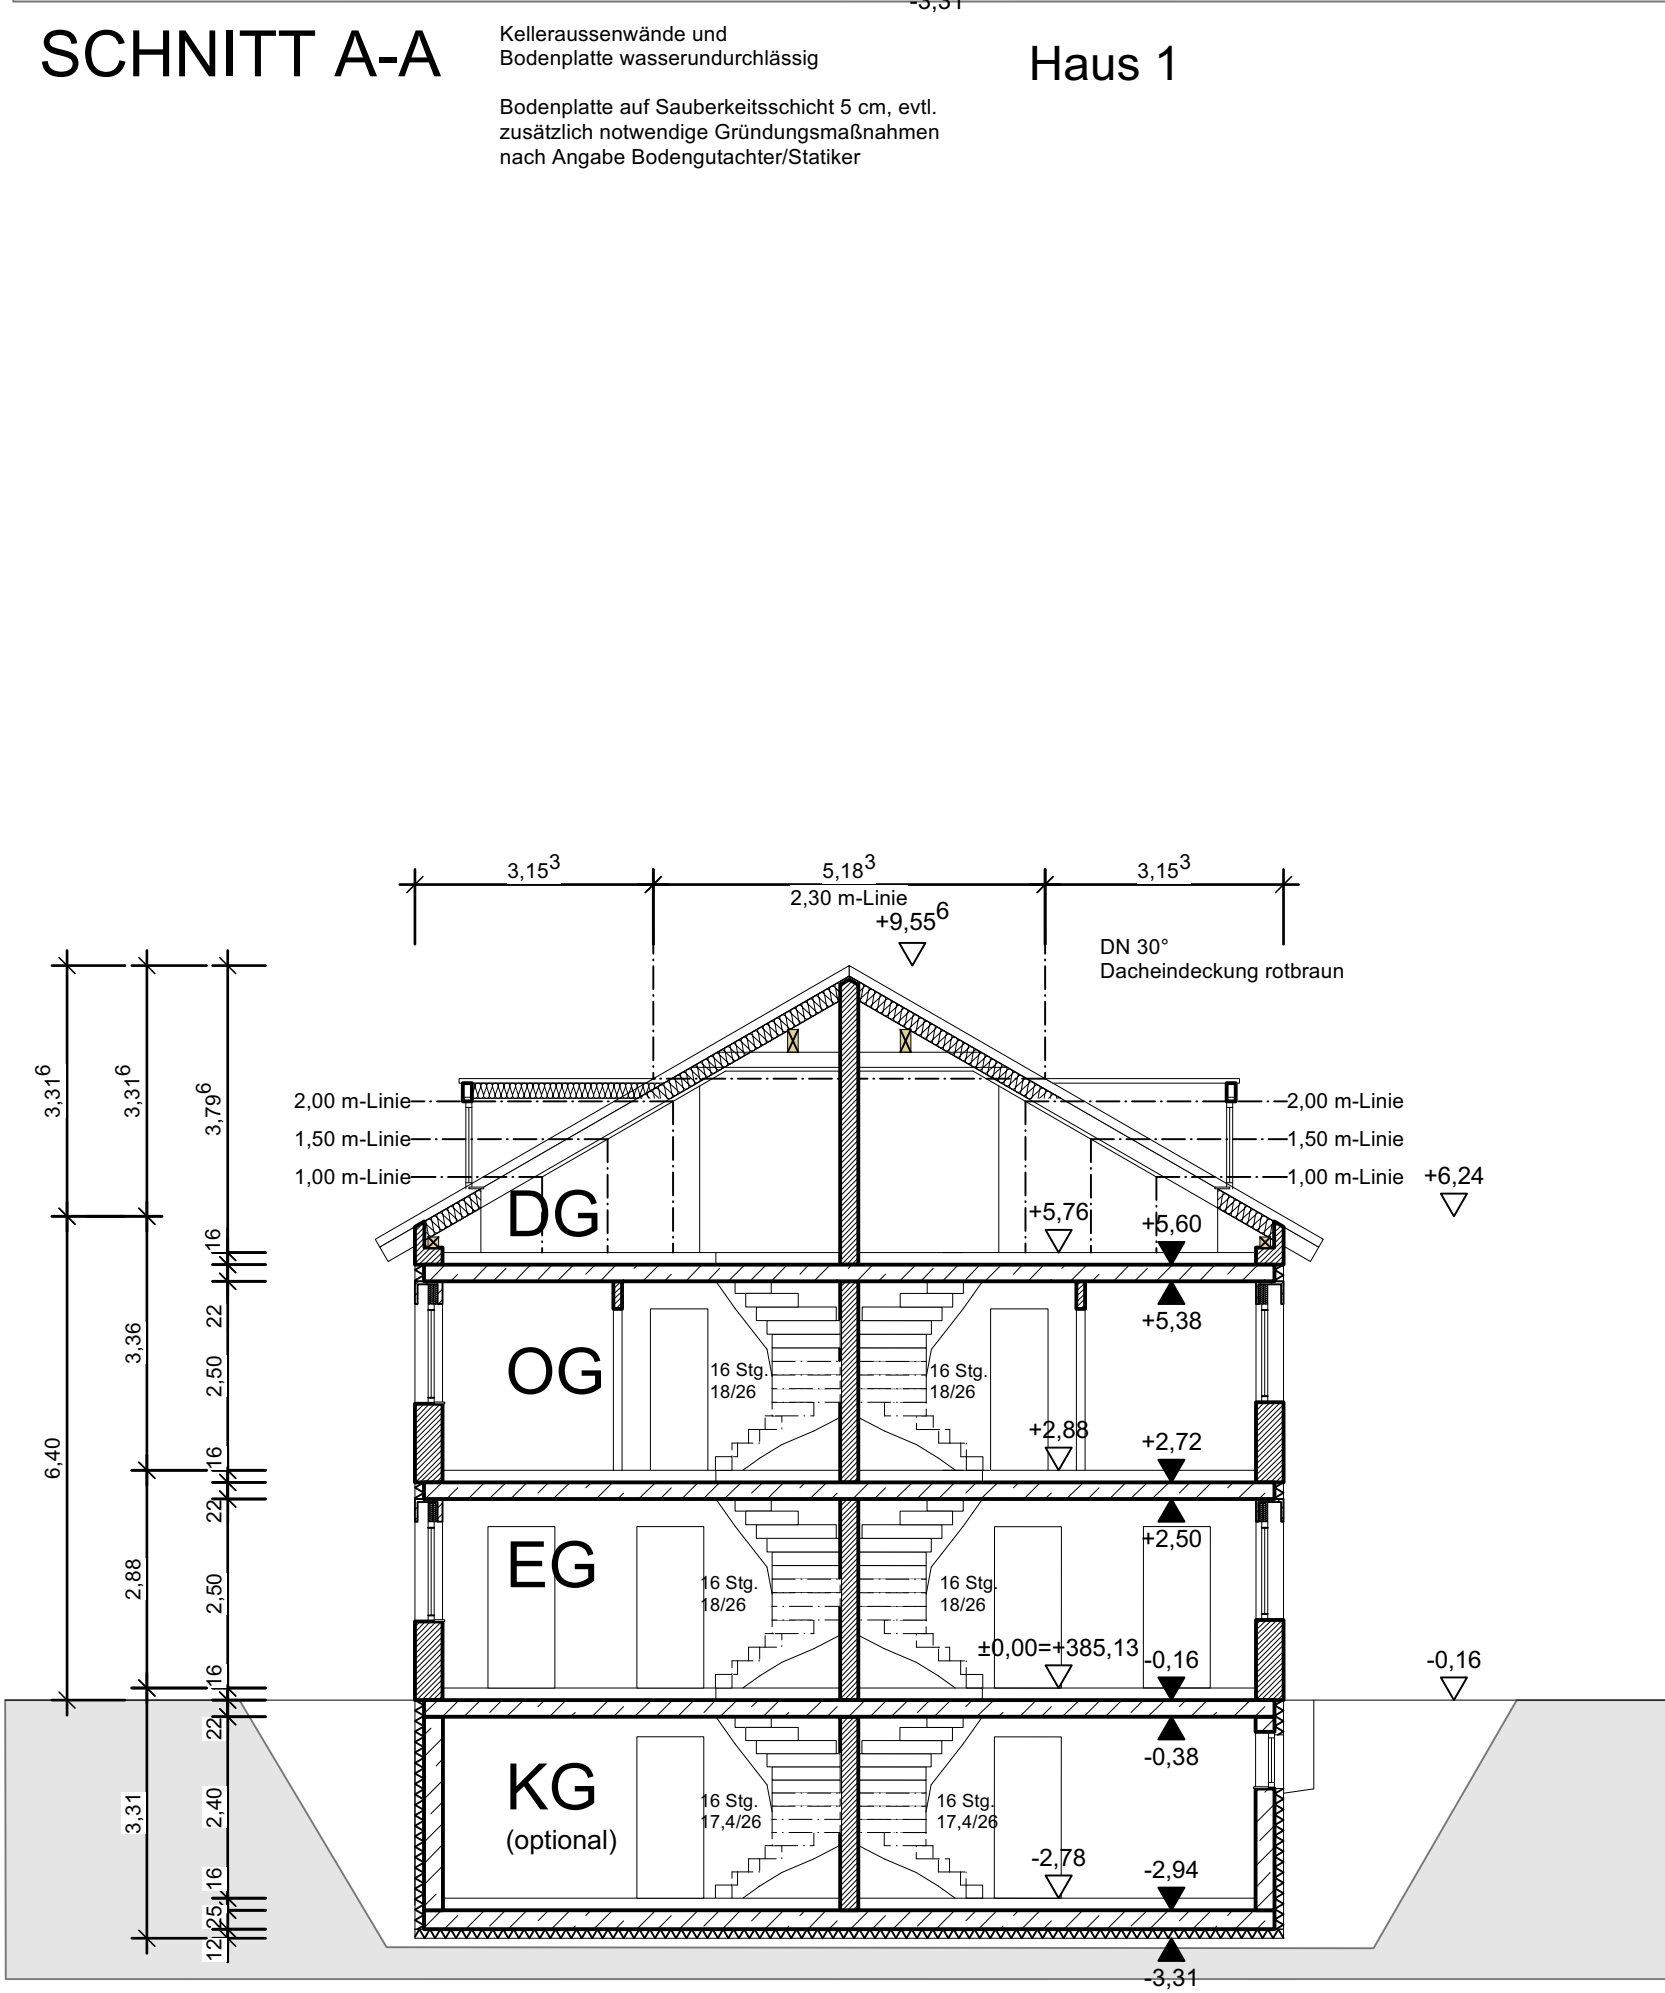 -3,31
SCHNITT A-A
Kelleraussenwände und
Bodenplatte wasserundurchlässig
Bodenplatte auf Sauberkeitsschicht 5 cm, evtl.
zusätzlich notwendige Gründungsmaßnahmen
nach Angabe Bodengutachter/Statiker
Haus 1
3,15³
5,18³
3,15³
2,30 m-Linie
+9,55⁶
DN 30°
Dacheindeckung rotbraun
3,31⁶
3,31⁶
3,79⁶
2,00 m-Linie
2,00 m-Linie
1,50 m-Linie
1,50 m-Linie
1,00 m-Linie
1,00 m-Linie
+6,24
DG
+5,76
+5,60
16
22
+5,38
3,36
2,50
OG
16 Stg.
18/26
16 Stg.
18/26
+2,88
+2,72
6,40
16
22
+2,50
EG
2,88
2,50
16 Stg.
18/26
16 Stg.
18/26
±0,00=+385,13
-0,16
-0,16
16
22
-0,38
KG
(optional)
3,31
2,40
16 Stg.
17,4/26
16 Stg.
17,4/26
-2,78
-2,94
16
25
12
-3,31